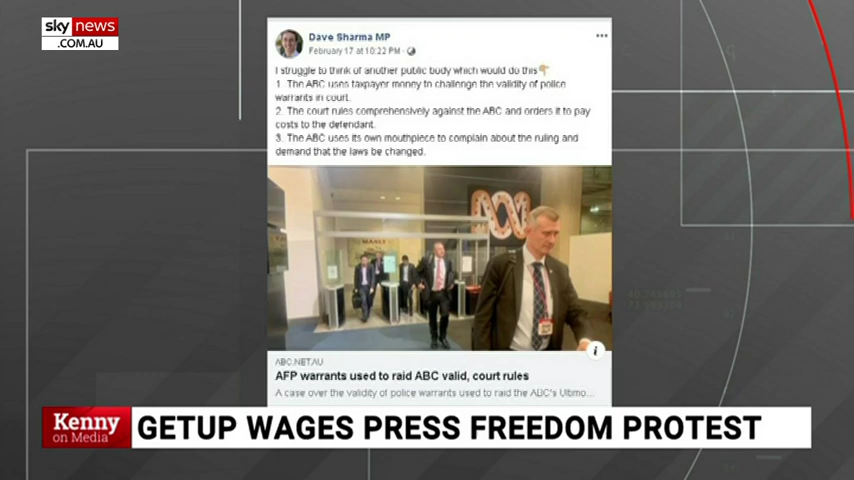 sky news
.COM.AU
Dave Sharma MP
February 17 at 10:22 PM
I struggle to think of another public body which would do this
1. The ABC uses taxpayer money to challenge the validity of police
warrants in court.
2. The court rules comprehensively against the ABC and orders it to pay
costs to the defendant.
3. The ABC uses its own mouthpiece to complain about the ruling and
demand that the laws be changed.
ABC.NET.AU
AFP warrants used to raid ABC valid, court rules
A case over the validity of police warrants used to raid the ABC's Ultimo...
Kenny
on Media
GETUP WAGES PRESS FREEDOM PROTEST